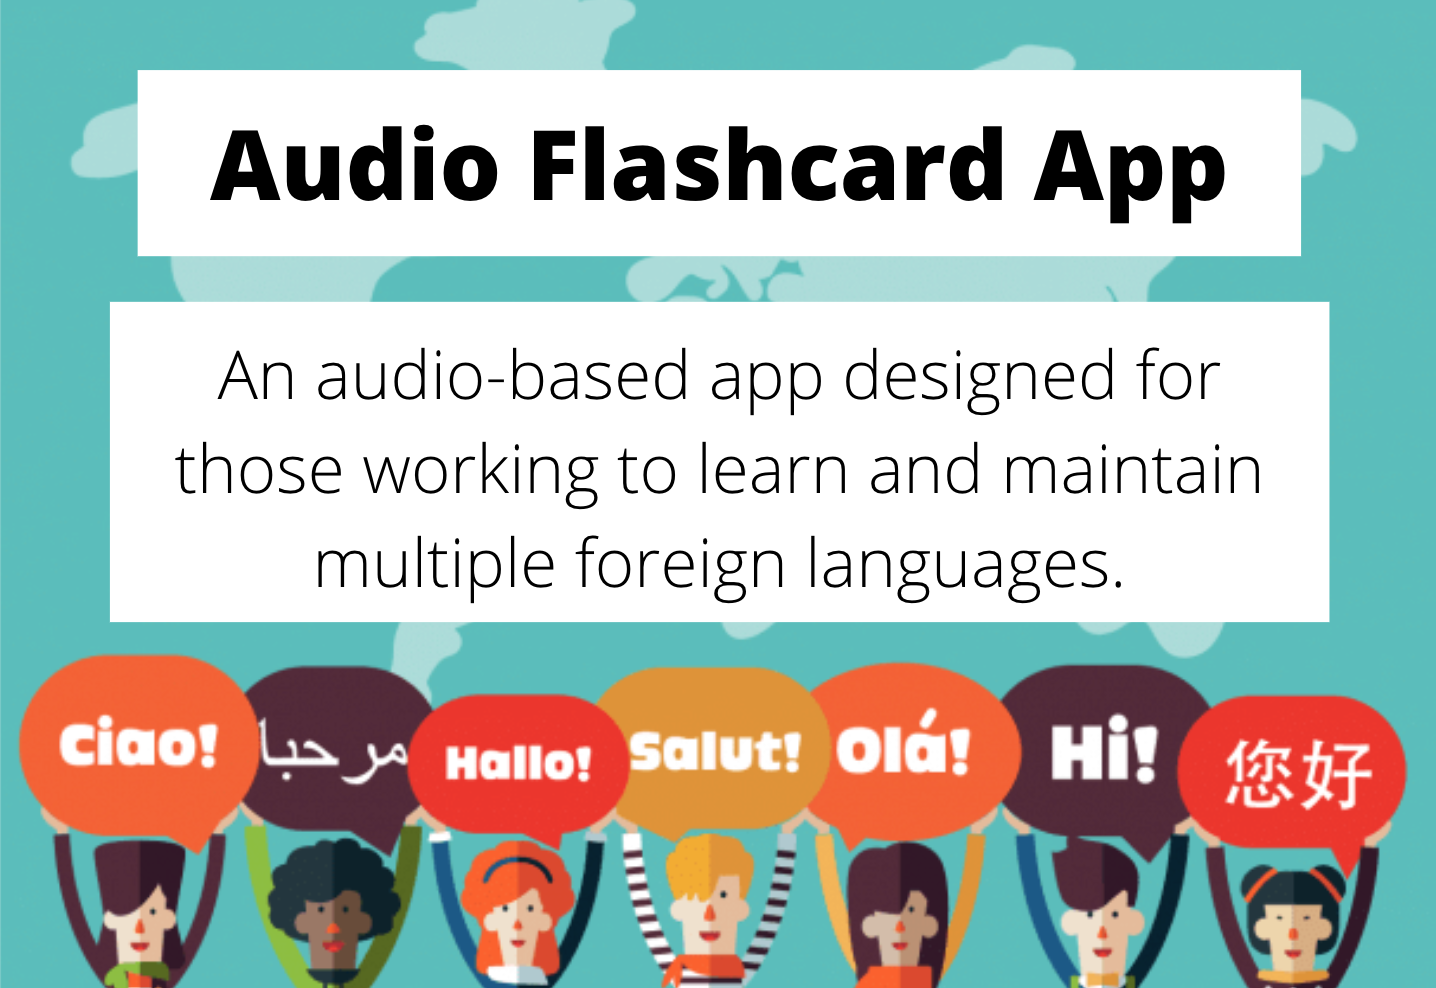 Audio Flashcard App
An audio-based app designed for
those working to learn and maintain
multiple foreign languages.
Ciao!
مرحبا
Hallo!
Salut!
Olá!
Hi!
您好